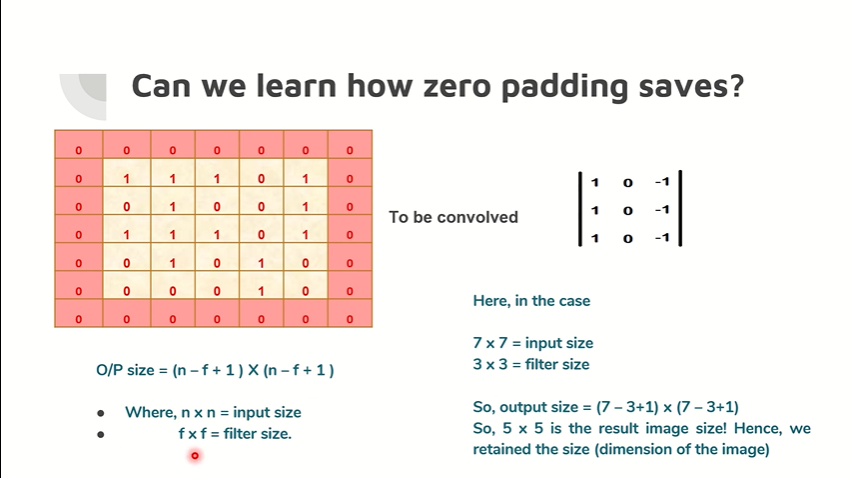 Can we learn how zero padding saves?
0 0 0 0 0 0 0
0 1 1 1 0 1 0
0 0 1 0 0 1 0
0 1 1 1 0 1 0
0 0 1 0 1 0 0
0 0 0 0 1 0 0
0 0 0 0 0 0 0
To be convolved
1 0 -1
1 0 -1
1 0 -1
O/P size = (n – f + 1 ) X (n – f + 1 )
● Where, n x n = input size
● f x f = filter size.
Here, in the case
7 x 7 = input size
3 x 3 = filter size
So, output size = (7 – 3+1) x (7 – 3+1)
So, 5 x 5 is the result image size! Hence, we
retained the size (dimension of the image)